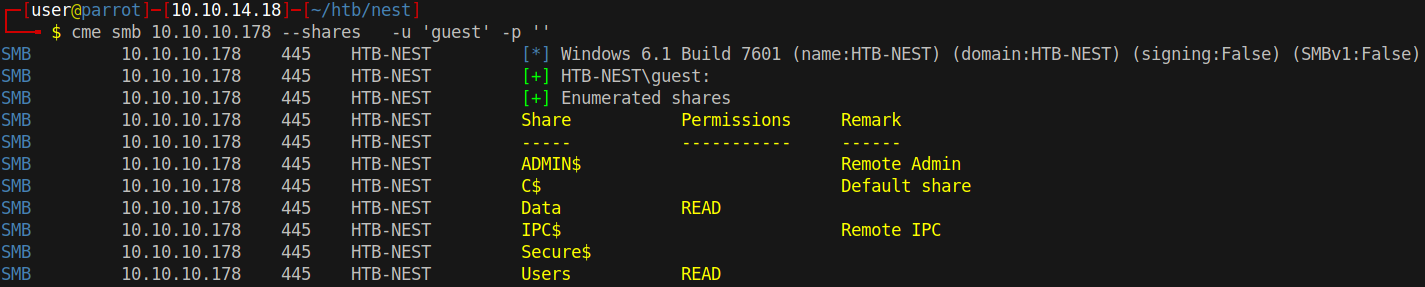 ┌─[user@parrot]─[10.10.14.18]─[~/htb/nest]
└──╼ $ cme smb 10.10.10.178 --shares   -u 'guest' -p ''
SMB         10.10.10.178    445    HTB-NEST         [*] Windows 6.1 Build 7601 (name:HTB-NEST) (domain:HTB-NEST) (signing:False) (SMBv1:False)
SMB         10.10.10.178    445    HTB-NEST         [+] HTB-NEST\guest:
SMB         10.10.10.178    445    HTB-NEST         [+] Enumerated shares
SMB         10.10.10.178    445    HTB-NEST         Share           Permissions     Remark
SMB         10.10.10.178    445    HTB-NEST         -----           -----------     ------
SMB         10.10.10.178    445    HTB-NEST         ADMIN$                          Remote Admin
SMB         10.10.10.178    445    HTB-NEST         C$                              Default share
SMB         10.10.10.178    445    HTB-NEST         Data            READ
SMB         10.10.10.178    445    HTB-NEST         IPC$                            Remote IPC
SMB         10.10.10.178    445    HTB-NEST         Secure$
SMB         10.10.10.178    445    HTB-NEST         Users           READ